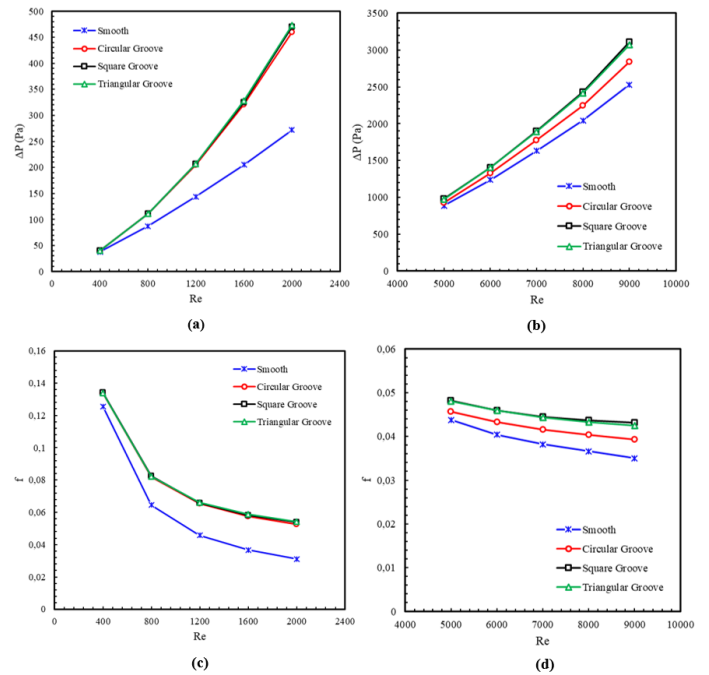 500
450
400
350
300
250
200
150
100
50
0
ΔP (Pa)
Smooth
Circular Groove
Square Groove
Triangular Groove
0 400 800 1200 1600 2000 2400
Re
(a)
3500
3000
2500
2000
1500
1000
500
0
ΔP (Pa)
Smooth
Circular Groove
Square Groove
Triangular Groove
4000 5000 6000 7000 8000 9000 10000
Re
(b)
0,16
0,14
0,12
0,1
0,08
0,06
0,04
0,02
0
f
Smooth
Circular Groove
Square Groove
Triangular Groove
0 400 800 1200 1600 2000 2400
Re
(c)
0,06
0,05
0,04
0,03
0,02
0,01
0
f
Smooth
Circular Groove
Square Groove
Triangular Groove
4000 5000 6000 7000 8000 9000 10000
Re
(d)